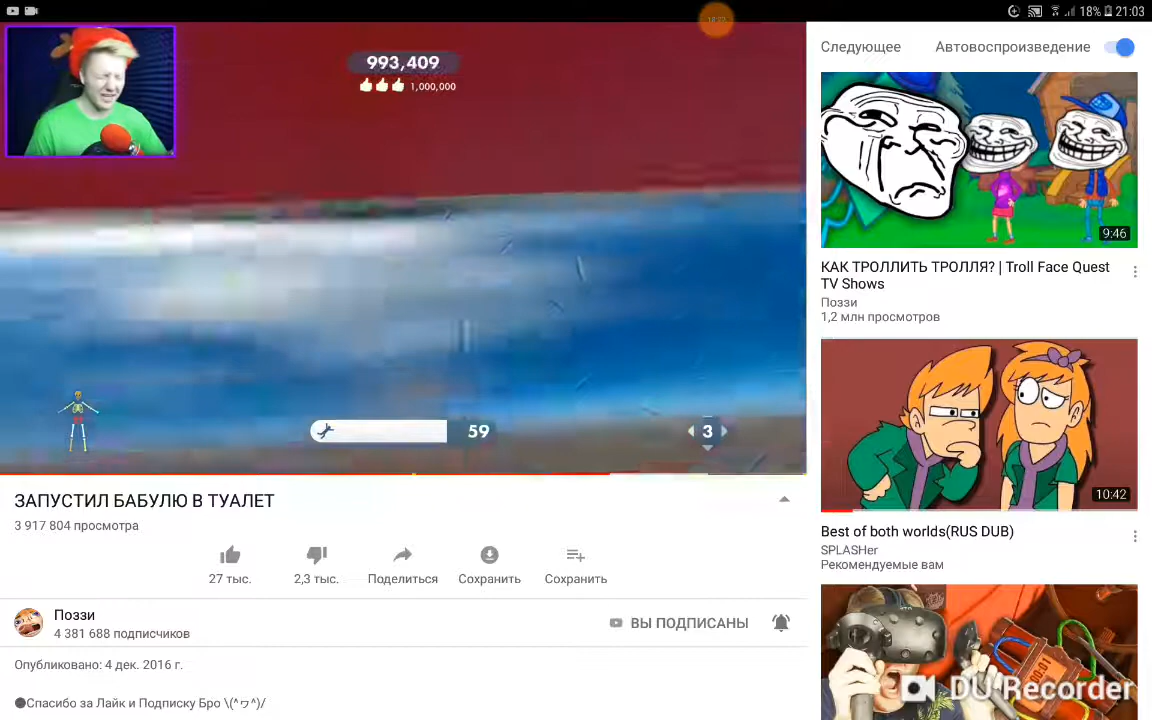 18% 21:03
993,409
1,000,000
59
3
ЗАПУСТИЛ БАБУЛЮ В ТУАЛЕТ
3 917 804 просмотра
27 тыс.
2,3 тыс.
Поделиться
Сохранить
Сохранить
Поззи
4 381 688 подписчиков
ВЫ ПОДПИСАНЫ
Опубликовано: 4 дек. 2016 г.
●Спасибо за Лайк и Подписку Бро \(^ヮ^)/
Следующее
Автовоспроизведение
9:46
КАК ТРОЛЛИТЬ ТРОЛЛЯ? | Troll Face Quest
TV Shows
Поззи
1,2 млн просмотров
10:42
Best of both worlds(RUS DUB)
SPLASHer
Рекомендуемые вам
00:01
DU Recorder